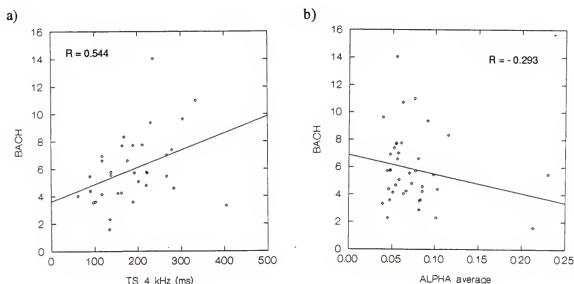 a)
R = 0.544
BACH
16
14
12
10
8
6
4
2
0
0 100 200 300 400 500
TS 4 kHz (ms)
b)
R = - 0.293
BACH
16
14
12
10
8
6
4
2
0
0.00 0.05 0.10 0.15 0.20 0.25
ALPHA average